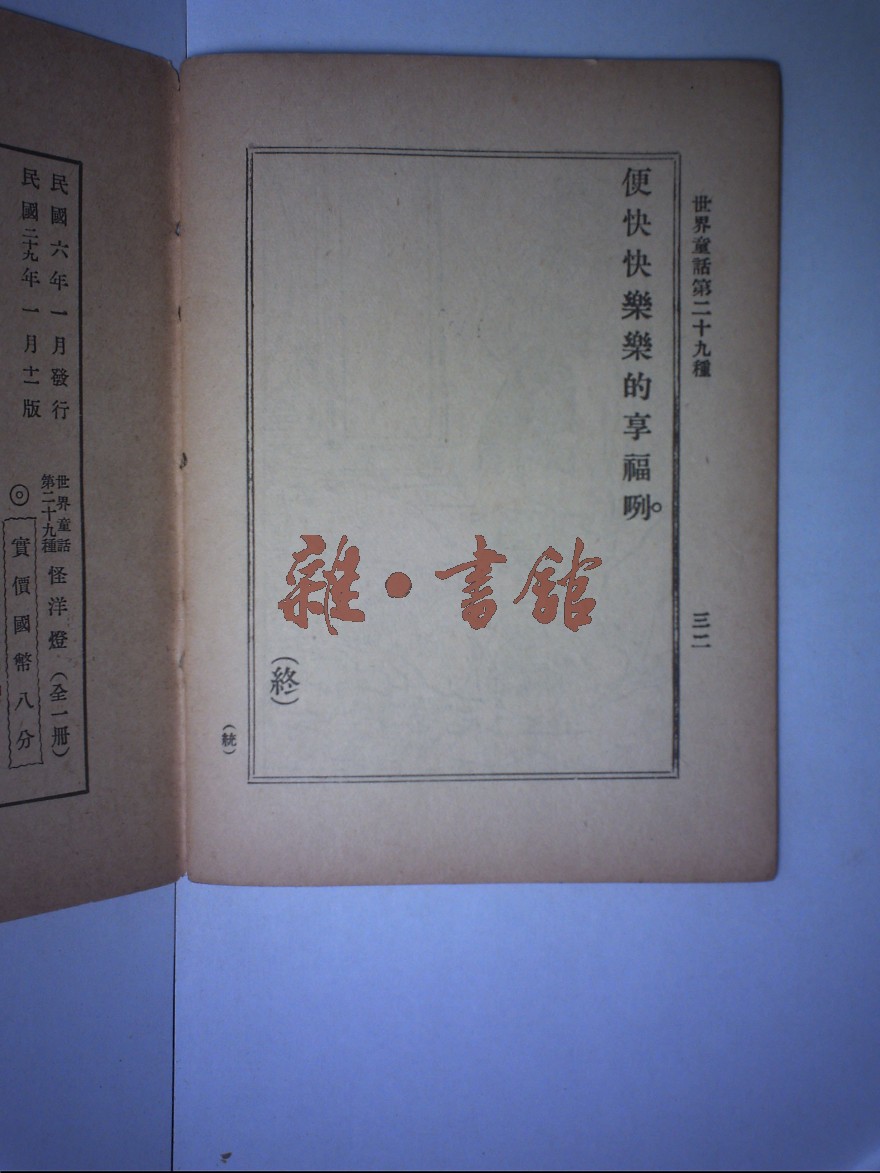 世界童話第二十九種
三二
便快快樂樂的享福咧。
(終)
(統)
雜·書館
民國六年一月發行
民國二十九年一月十一版
世界童話
第二十九種
怪洋燈(全一冊)
◎實價國幣八分